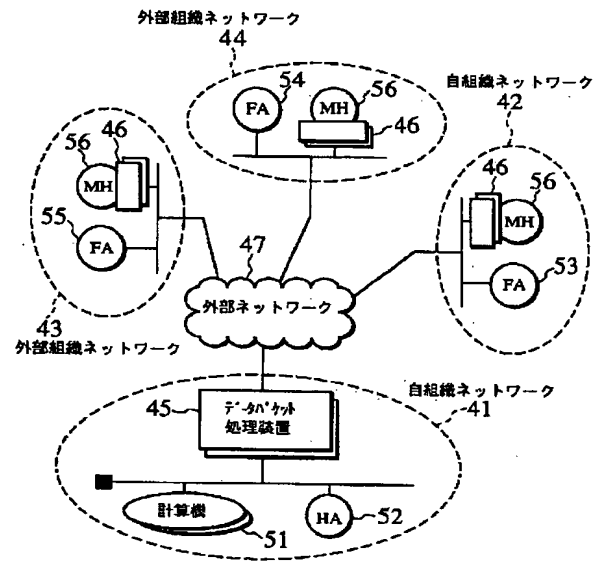 外部組織ネットワーク
44
54
FA
MH
56
46
自組織ネットワーク
42
46
56
MH
FA
53
46
56
MH
55
FA
43
外部組織ネットワーク
47
外部ネットワーク
自組織ネットワーク
41
45
データパケット
処理装置
計算機
51
HA
52